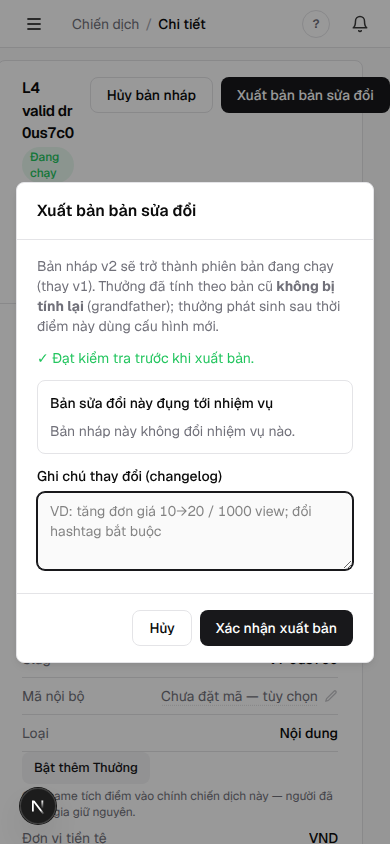 Chiến dịch / Chi tiết
?
L4
valid dr
0us7c0
Hủy bản nháp
Xuất bản bản sửa đổi
Đang
chạy
Xuất bản bản sửa đổi
Bản nháp v2 sẽ trở thành phiên bản đang chạy
(thay v1). Thưởng đã tính theo bản cũ không bị
tính lại (grandfather); thưởng phát sinh sau thời
điểm này dùng cấu hình mới.
✓ Đạt kiểm tra trước khi xuất bản.
Bản sửa đổi này đụng tới nhiệm vụ
Bản nháp này không đổi nhiệm vụ nào.
Ghi chú thay đổi (changelog)
VD: tăng đơn giá 10→20 / 1000 view; đổi
hashtag bắt buộc
Hủy
Xác nhận xuất bản
Mã nội bộ
Chưa đặt mã — tùy chọn
Loại
Nội dung
Bật thêm Thưởng
tích điểm vào chính chiến dịch này — người đã
gia giữ nguyên.
N
Đơn vị tiền tệ
VND